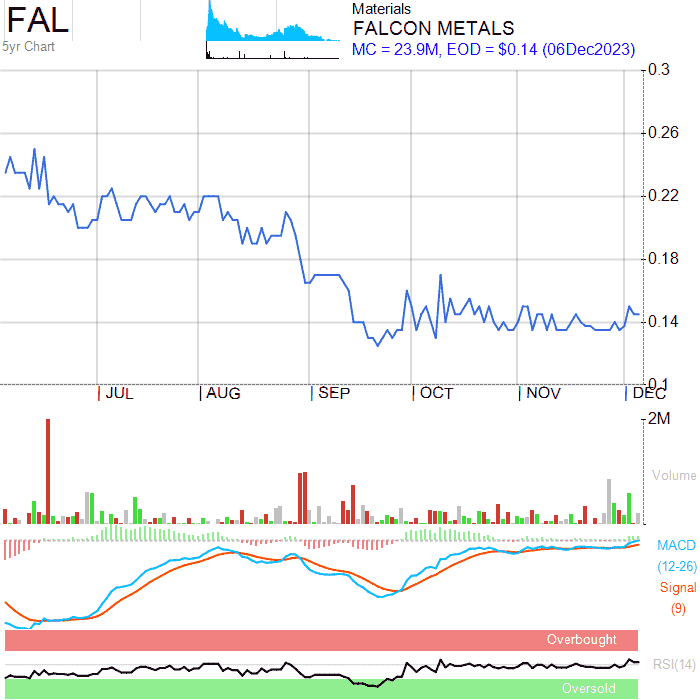 FAL
5yr Chart
Materials
FALCON METALS
MC = 23.9M, EOD = $0.14 (06Dec2023)
0.3
0.26
0.22
0.18
0.14
0.1
JUL AUG SEP OCT NOV DEC
2M
Volume
MACD
(12-26)
Signal
(9)
Overbought
RSI(14)
Oversold